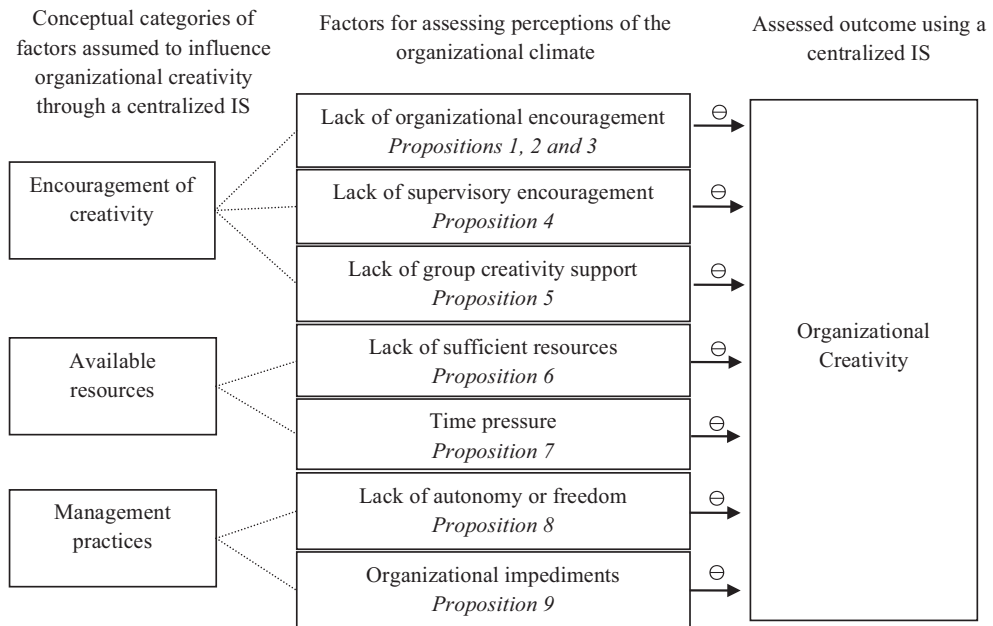 Conceptual categories of
factors assumed to influence
organizational creativity
through a centralized IS
Factors for assessing perceptions of the
organizational climate
Assessed outcome using a
centralized IS
Encouragement of
creativity
Lack of organizational encouragement
Propositions 1, 2 and 3
⊖
Lack of supervisory encouragement
Proposition 4
⊖
Lack of group creativity support
Proposition 5
⊖
Available
resources
Lack of sufficient resources
Proposition 6
⊖
Time pressure
Proposition 7
⊖
Management
practices
Lack of autonomy or freedom
Proposition 8
⊖
Organizational impediments
Proposition 9
⊖
Organizational
Creativity